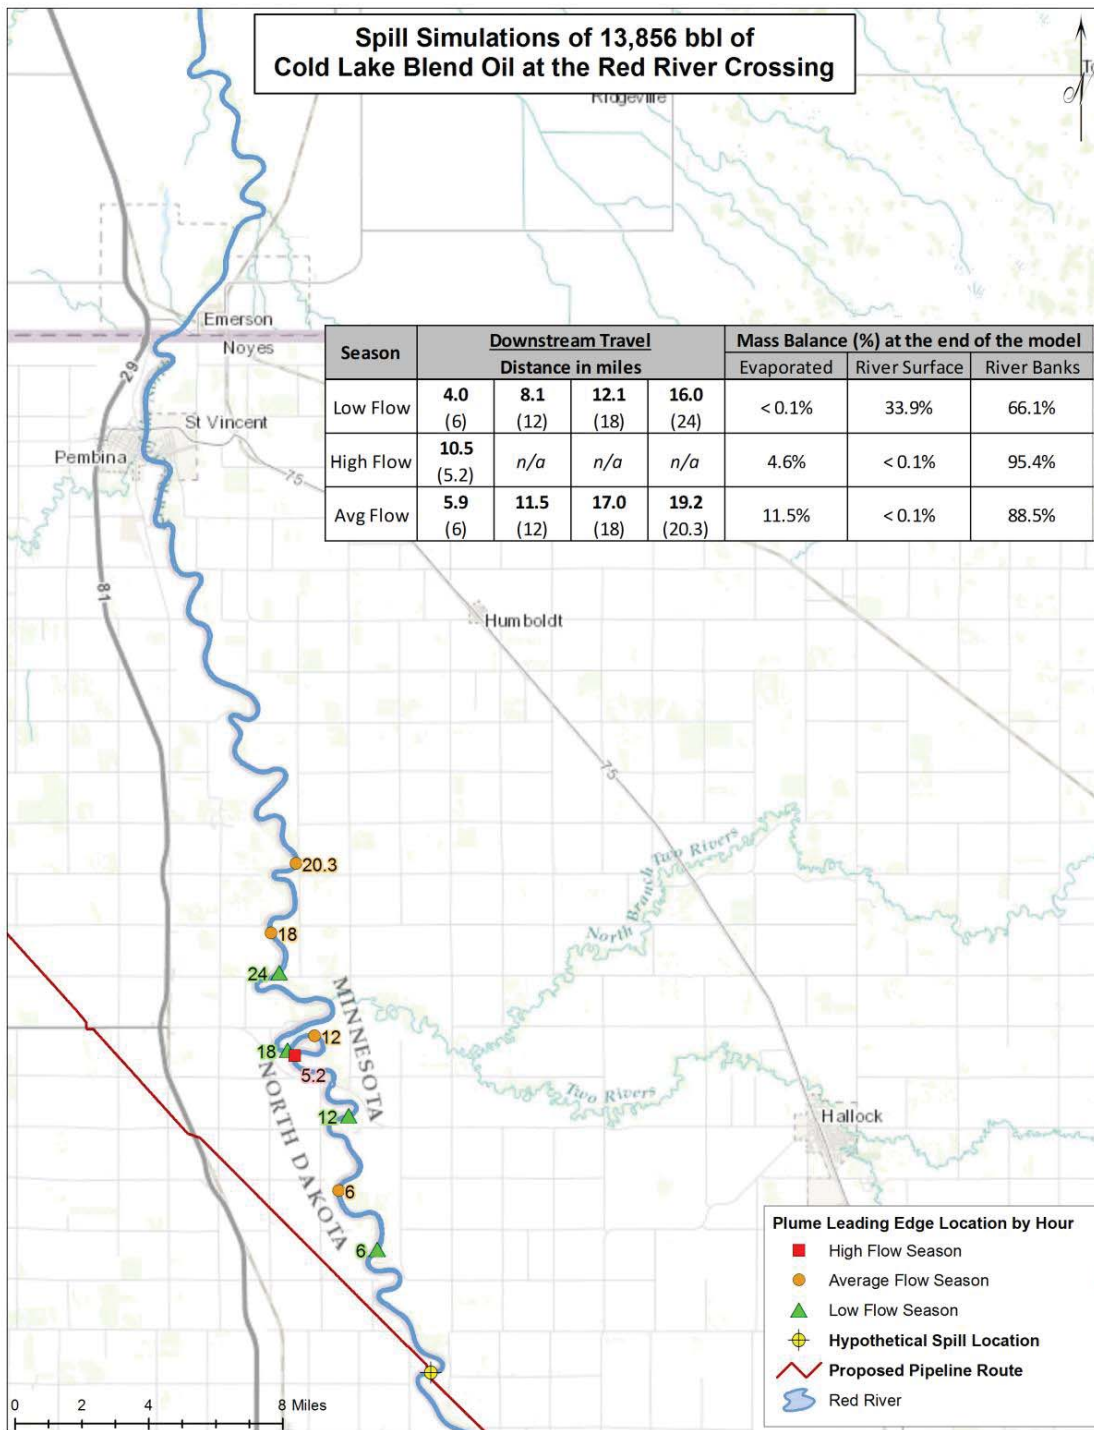 Spill Simulations of 13,856 bbl of
Cold Lake Blend Oil at the Red River Crossing
N
To
Ridgeville
Emerson
Noyes
29
St Vincent
Pembina
75
Season
Downstream Travel
Distance in miles
Mass Balance (%) at the end of the model
Evaporated River Surface River Banks
Low Flow 4.0 (6) 8.1 (12) 12.1 (18) 16.0 (24) < 0.1% 33.9% 66.1%
High Flow 10.5 (5.2) n/a n/a n/a 4.6% < 0.1% 95.4%
Avg Flow 5.9 (6) 11.5 (12) 17.0 (18) 19.2 (20.3) 11.5% < 0.1% 88.5%
81
Humboldt
75
North Branch Two Rivers
20.3
18
24
MINNESOTA
12
18
5.2
NORTH DAKOTA
Two Rivers
12
Hallock
6
6
Plume Leading Edge Location by Hour
High Flow Season
Average Flow Season
Low Flow Season
Hypothetical Spill Location
Proposed Pipeline Route
Red River
0 2 4 8 Miles